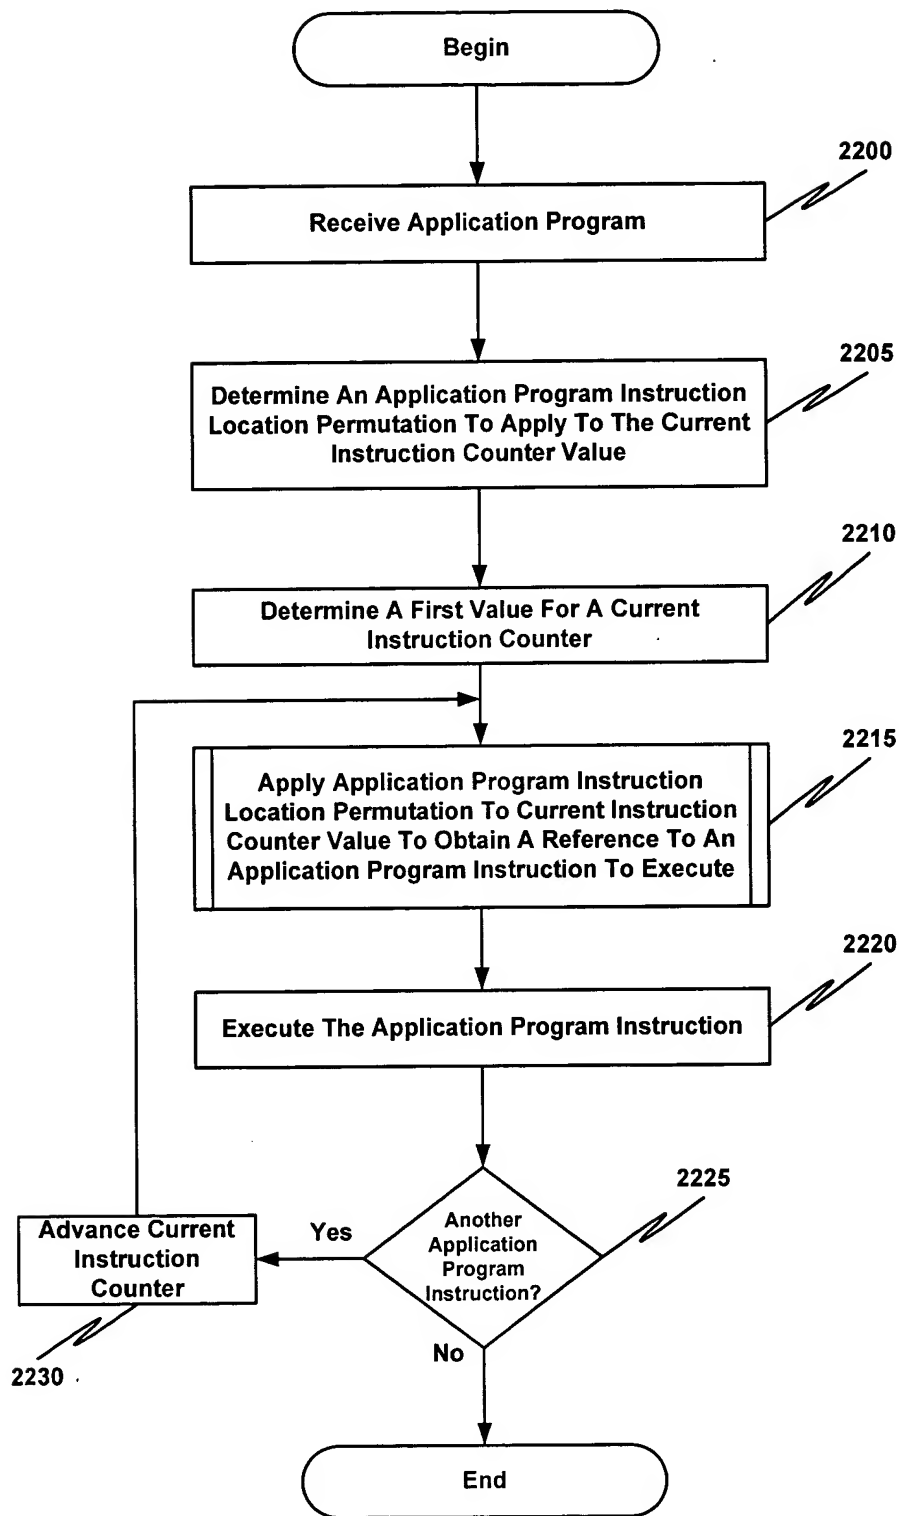 Begin
2200
Receive Application Program
2205
Determine An Application Program Instruction
Location Permutation To Apply To The Current
Instruction Counter Value
2210
Determine A First Value For A Current
Instruction Counter
2215
Apply Application Program Instruction
Location Permutation To Current Instruction
Counter Value To Obtain A Reference To An
Application Program Instruction To Execute
2220
Execute The Application Program Instruction
2225
Another
Application
Program
Instruction?
Yes
Advance Current
Instruction
Counter
2230
No
End